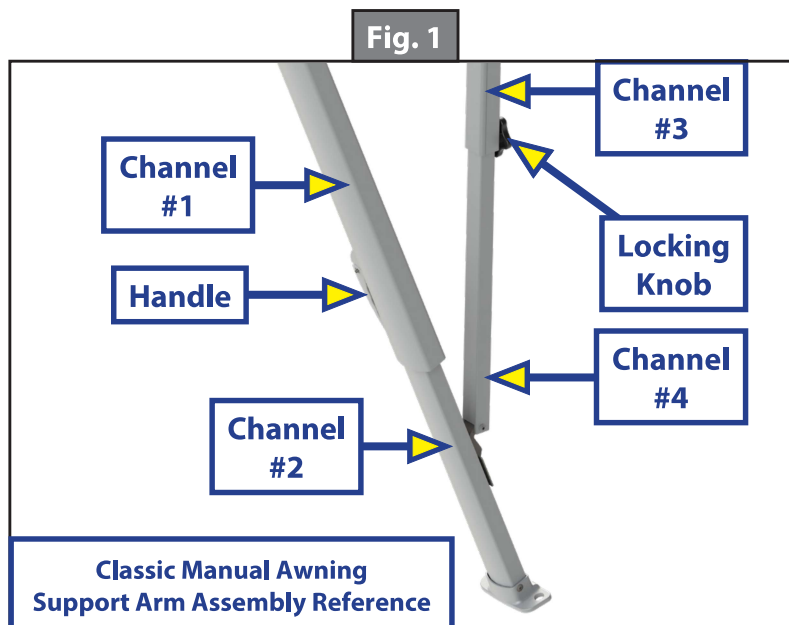 Fig. 1
Channel
#1
Handle
Channel
#2
Channel
#3
Locking
Knob
Channel
#4
Classic Manual Awning
Support Arm Assembly Reference